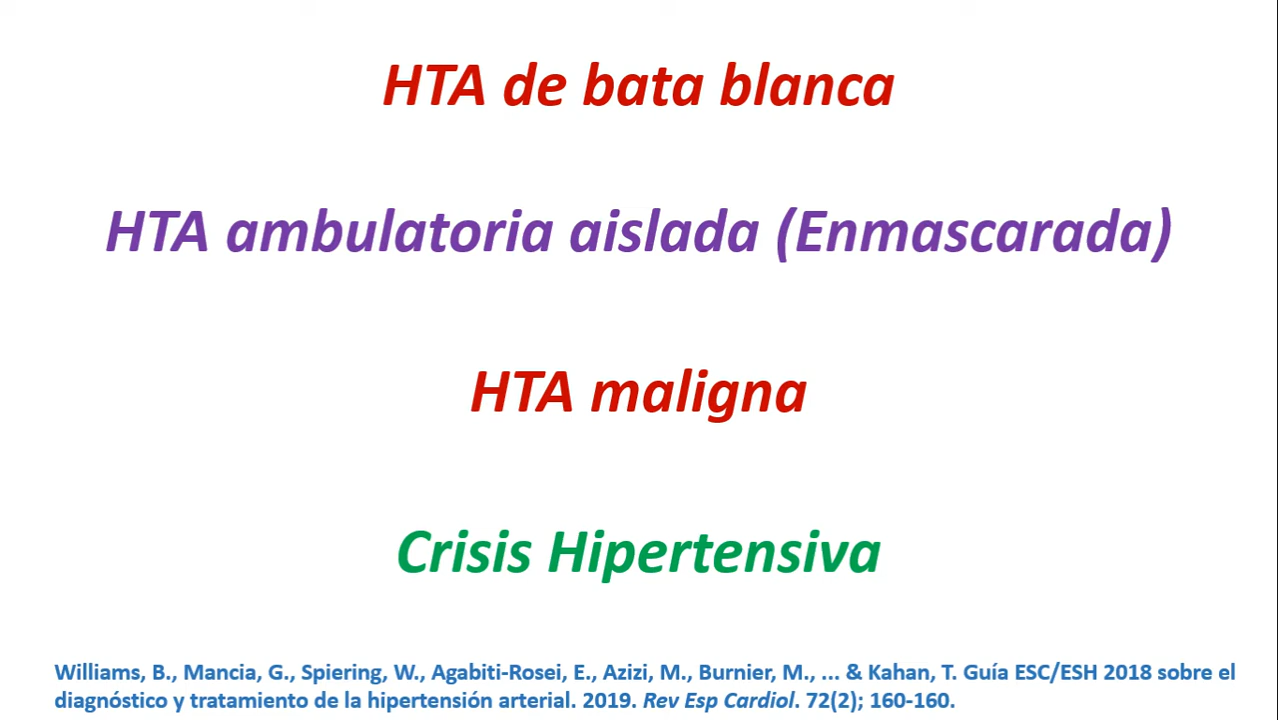 HTA de bata blanca
HTA ambulatoria aislada (Enmascarada)
HTA maligna
Crisis Hipertensiva
Williams, B., Mancia, G., Spiering, W., Agabiti-Rosei, E., Azizi, M., Burnier, M., ... & Kahan, T. Guía ESC/ESH 2018 sobre el
diagnóstico y tratamiento de la hipertensión arterial. 2019. Rev Esp Cardiol. 72(2); 160-160.